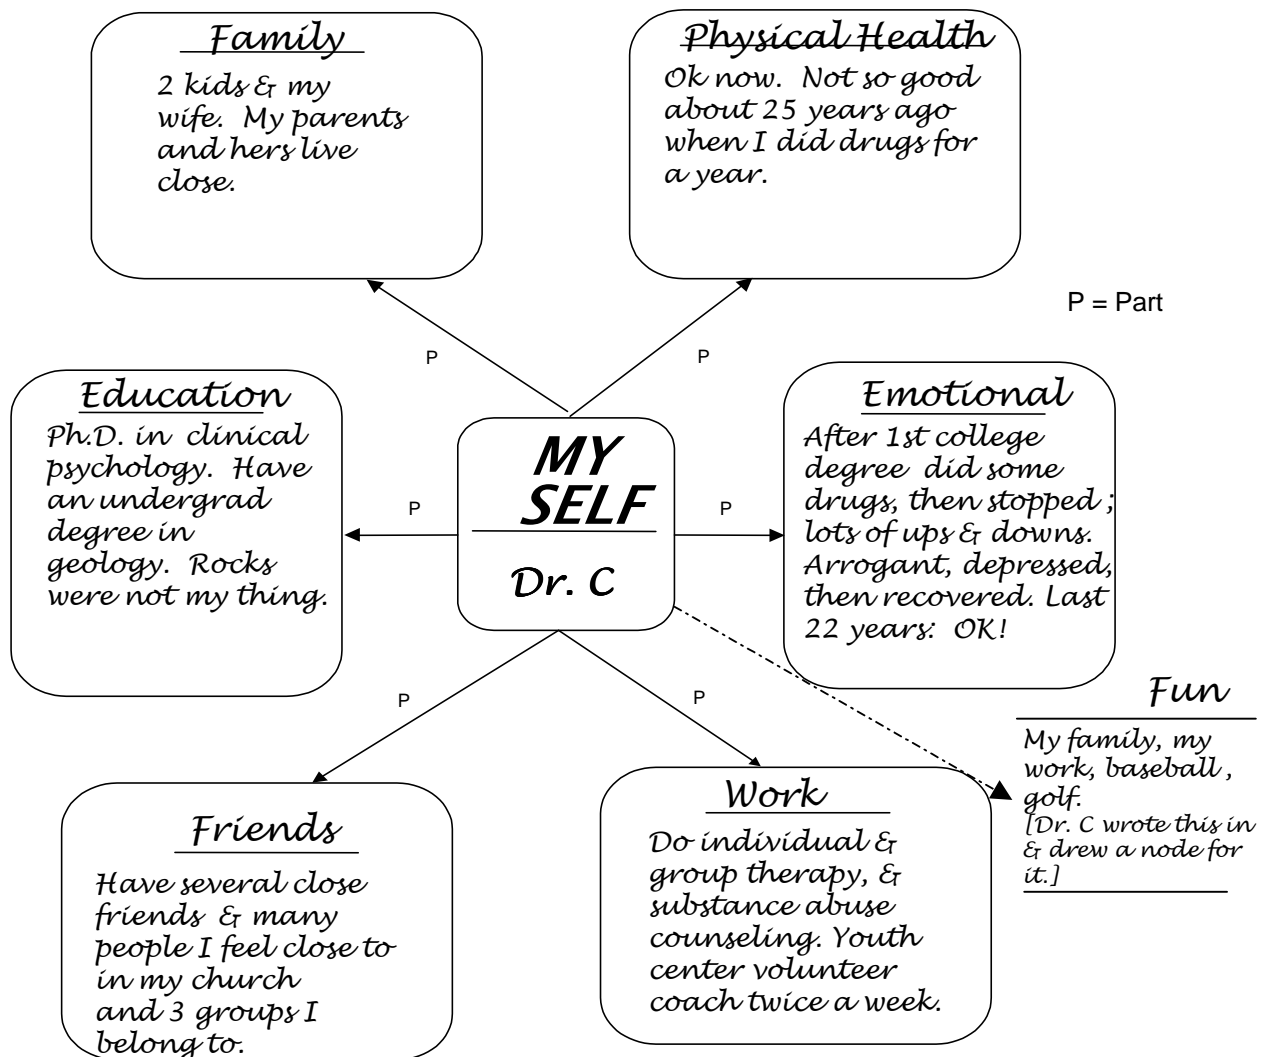 Family
2 kids & my
wife.  My parents
and hers live
close.
Physical Health
Ok now.  Not so good
about 25 years ago
when I did drugs for
a year.
P = Part
P
P
Education
Ph.D. in  clinical
psychology.  Have
an undergrad
degree in
geology.  Rocks
were not my thing.
P
MY
SELF
Dr. C
P
Emotional
After 1st college
degree  did some
drugs, then stopped ;
lots of ups & downs.
Arrogant, depressed,
then recovered. Last
22 years:  OK!
P
P
Fun
My family, my
work, baseball ,
golf.
[Dr. C wrote this in
& drew a node for
it.]
Friends
Have several close
friends  & many
people I feel close to
in my church
and 3 groups I
belong to.
Work
Do individual &
group therapy, &
substance abuse
counseling. Youth
center volunteer
coach twice a week.